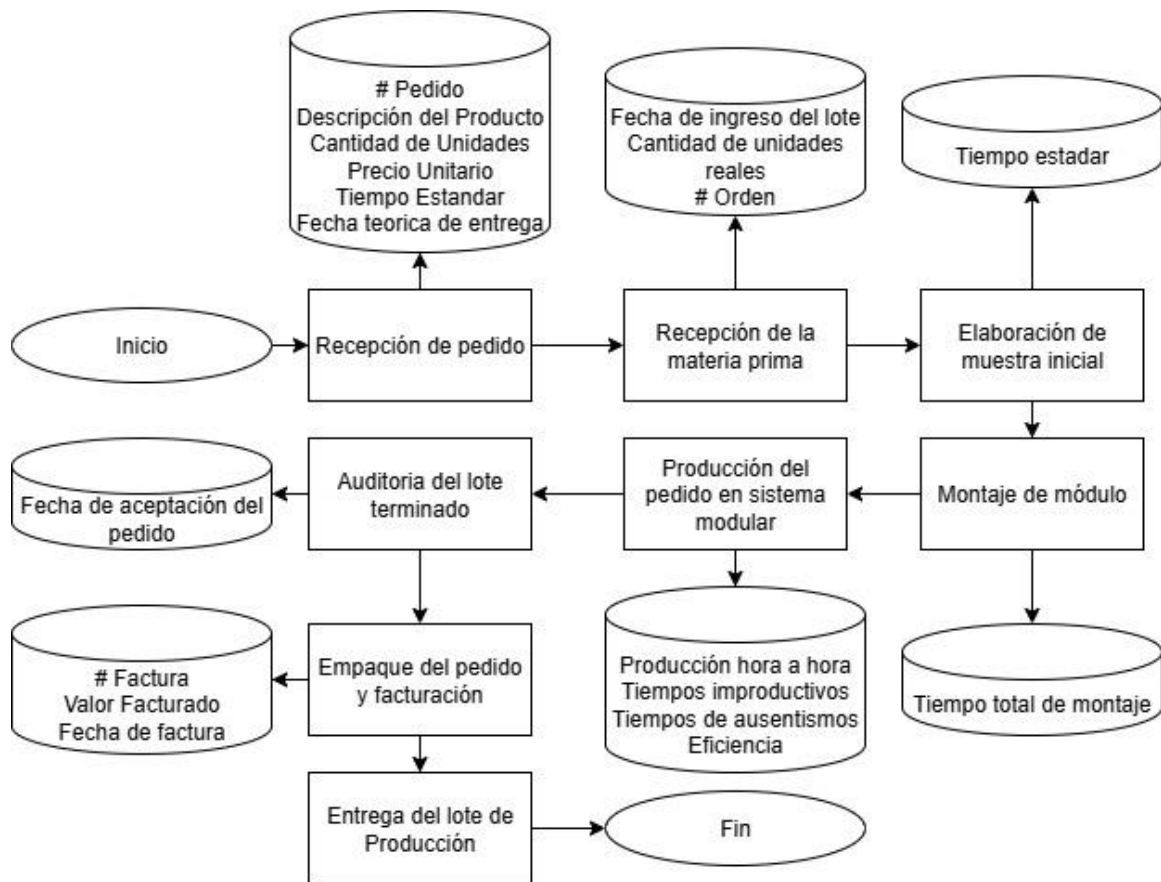 # Pedido
Descripción del Producto
Cantidad de Unidades
Precio Unitario
Tiempo Estandar
Fecha teorica de entrega
Fecha de ingreso del lote
Cantidad de unidades
reales
# Orden
Tiempo estadar
Inicio
Recepción de pedido
Recepción de la
materia prima
Elaboración de
muestra inicial
Fecha de aceptación del
pedido
Auditoria del lote
terminado
Producción del
pedido en sistema
modular
Montaje de módulo
# Factura
Valor Facturado
Fecha de factura
Empaque del pedido
y facturación
Producción hora a hora
Tiempos improductivos
Tiempos de ausentismos
Eficiencia
Tiempo total de montaje
Entrega del lote de
Producción
Fin